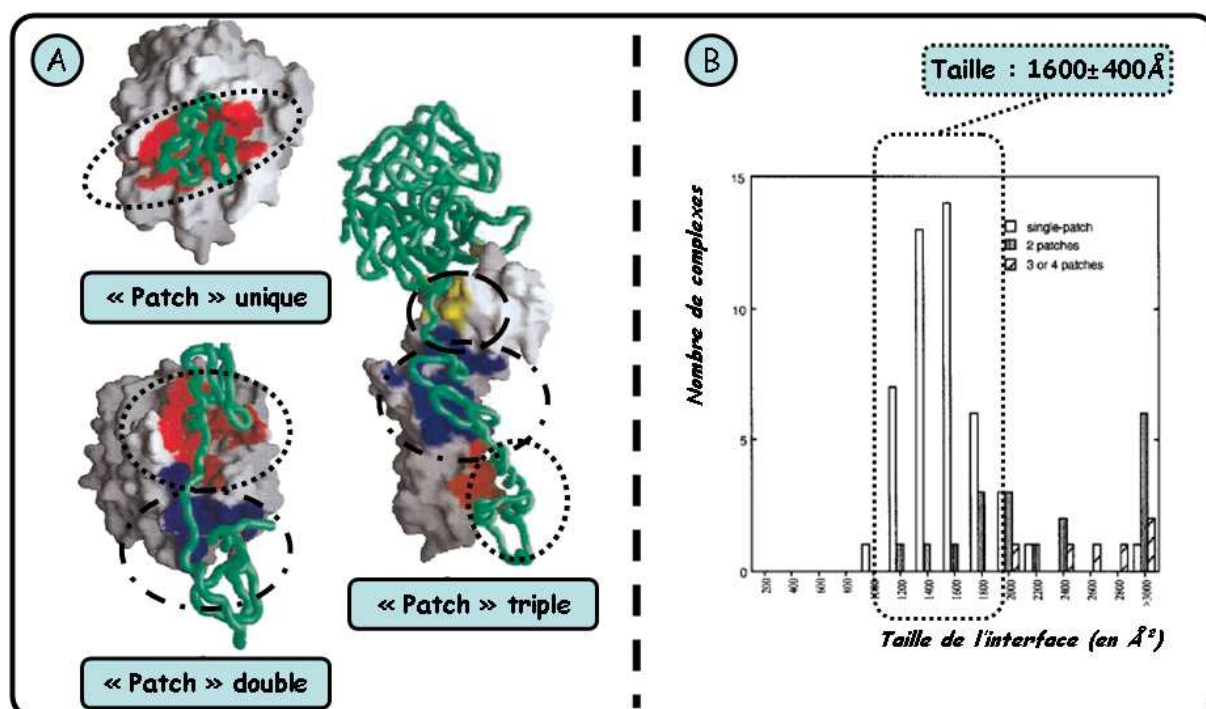 A
« Patch » unique
« Patch » double
« Patch » triple
B
Taille : 1600±400Å
Nombre de complexes
15
10
5
0
single-patch
2 patches
3 or 4 patches
200
400
600
800
1000
1200
1400
1600
1800
2000
2200
2400
2600
2800
>3000
Taille de l'interface (en Å²)